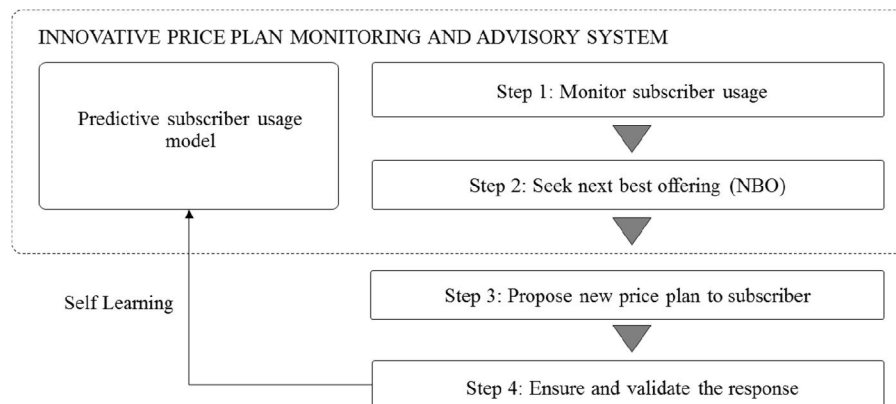 INNOVATIVE PRICE PLAN MONITORING AND ADVISORY SYSTEM
Predictive subscriber usage
model
Step 1: Monitor subscriber usage
Step 2: Seek next best offering (NBO)
Self Learning
Step 3: Propose new price plan to subscriber
Step 4: Ensure and validate the response